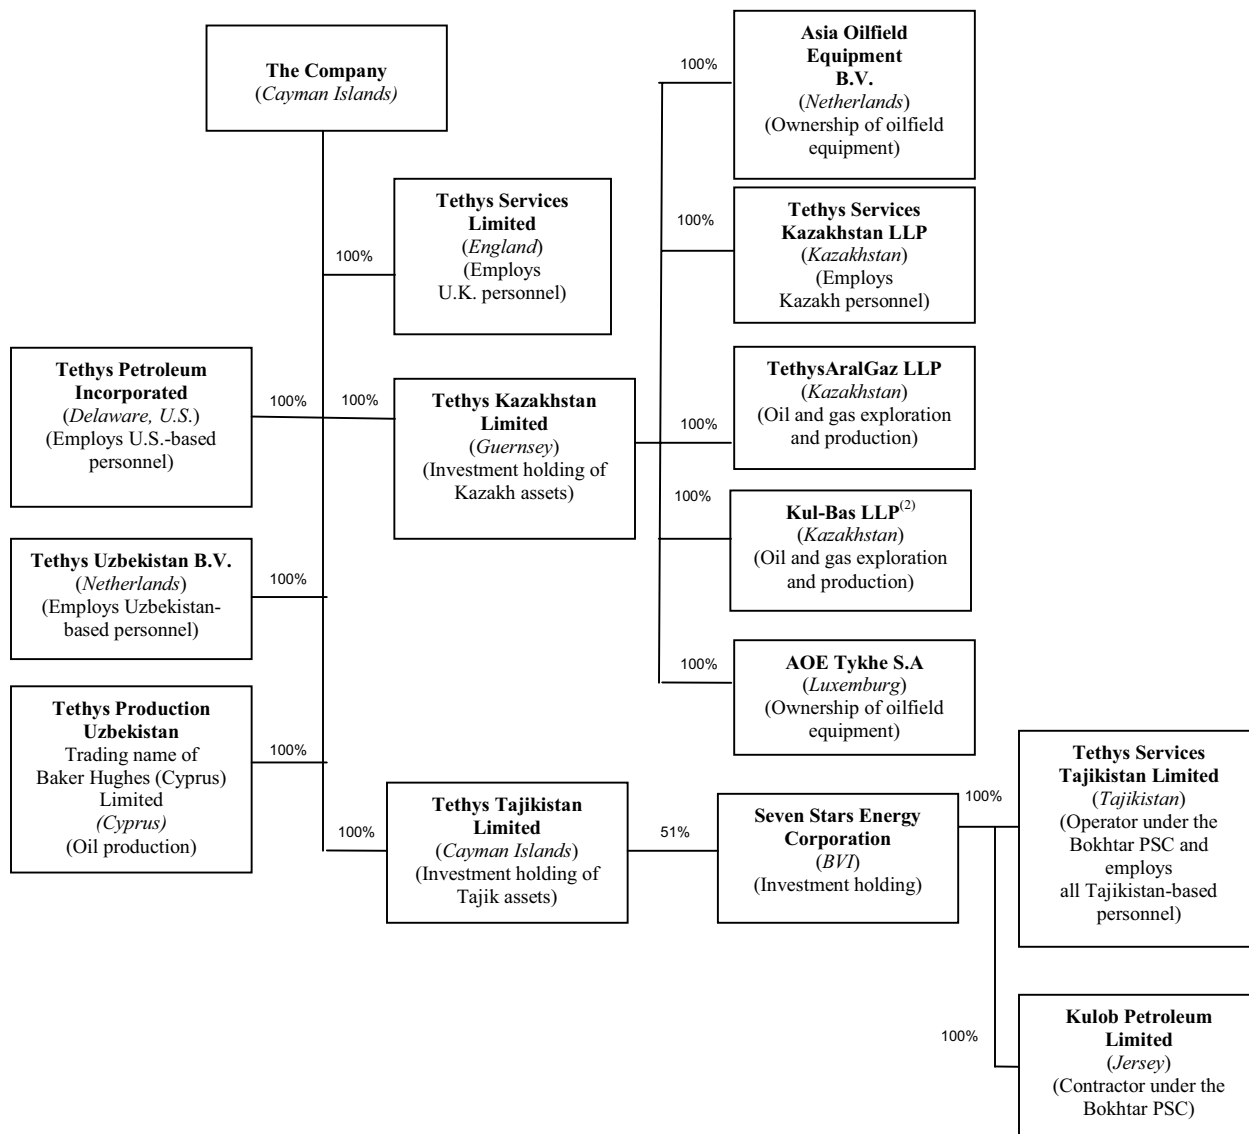 The Company
(Cayman Islands)
100%
Tethys Services
Limited
(England)
(Employs
U.K. personnel)
100%
Tethys Petroleum
Incorporated
(Delaware, U.S.)
(Employs U.S.-based
personnel)
100%
100%
Tethys Kazakhstan
Limited
(Guernsey)
(Investment holding of
Kazakh assets)
Tethys Uzbekistan B.V.
(Netherlands)
(Employs Uzbekistan-
based personnel)
100%
Tethys Production
Uzbekistan
Trading name of
Baker Hughes (Cyprus)
Limited
(Cyprus)
(Oil production)
100%
100%
Asia Oilfield
Equipment
B.V.
(Netherlands)
(Ownership of oilfield
equipment)
100%
Tethys Services
Kazakhstan LLP
(Kazakhstan)
(Employs
Kazakh personnel)
100%
TethysAralGaz LLP
(Kazakhstan)
(Oil and gas exploration
and production)
100%
Kul-Bas LLP(2)
(Kazakhstan)
(Oil and gas exploration
and production)
100%
AOE Tykhe S.A
(Luxemburg)
(Ownership of oilfield
equipment)
100%
Tethys Tajikistan
Limited
(Cayman Islands)
(Investment holding of
Tajik assets)
51%
Seven Stars Energy
Corporation
(BVI)
(Investment holding)
100%
Tethys Services
Tajikistan Limited
(Tajikistan)
(Operator under the
Bokhtar PSC and
employs
all Tajikistan-based
personnel)
100%
Kulob Petroleum
Limited
(Jersey)
(Contractor under the
Bokhtar PSC)